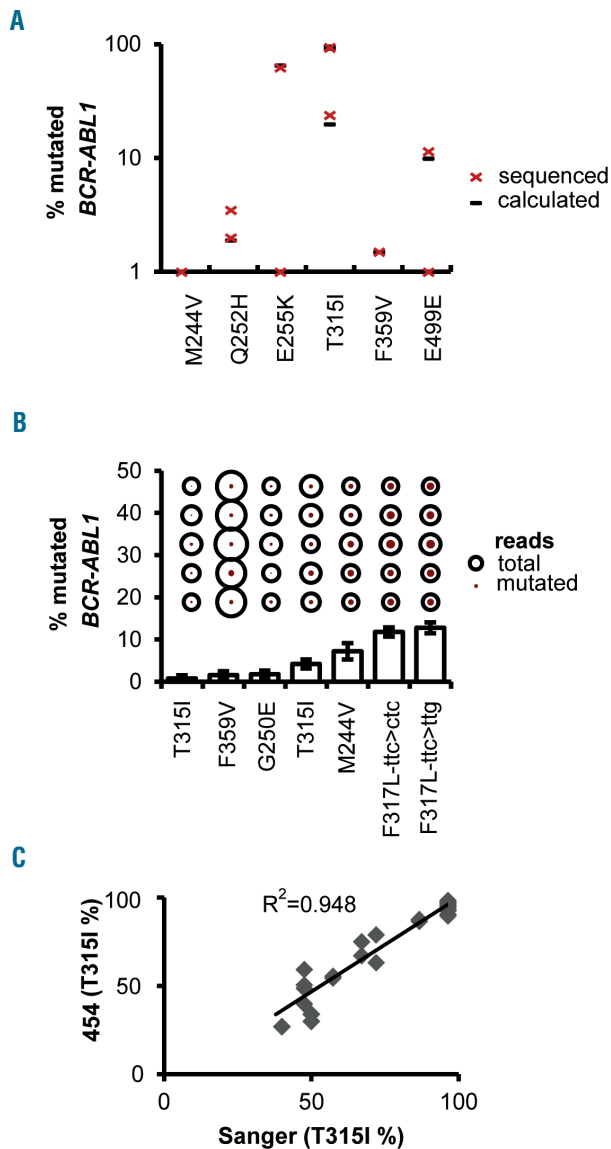 A
% mutated
BCR-ABL1
100
10
1
sequenced
calculated
M244V
Q252H
E255K
T315I
F359V
E499E
B
% mutated
BCR-ABL1
50
40
30
20
10
0
reads
total
mutated
T315I
F359V
G250E
T315I
M244V
F317L-ttc>ctc
F317L-ttc>ttg
C
454 (T315I %)
100
50
0
R²=0.948
0
50
100
Sanger (T315I %)